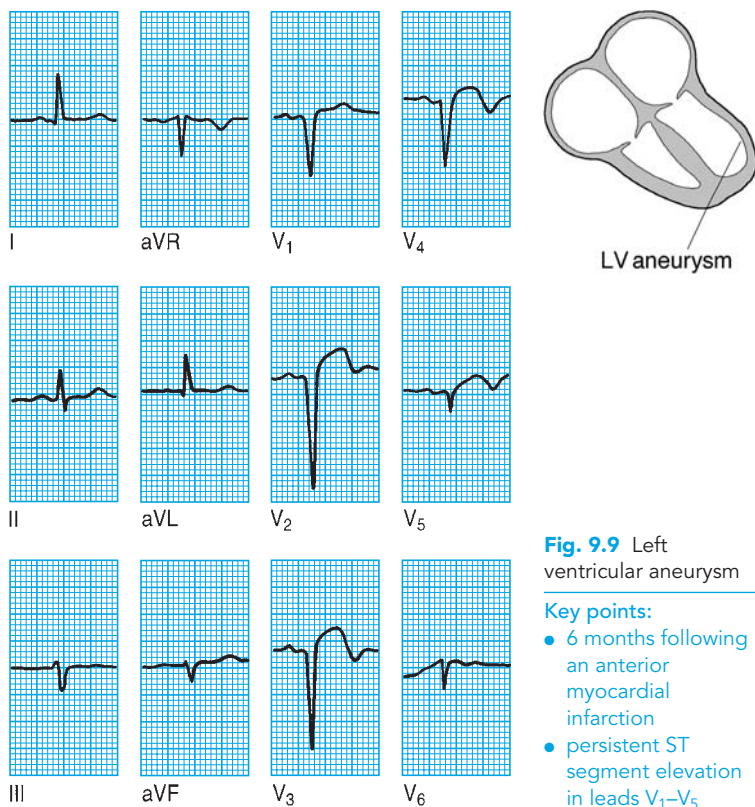 I
aVR
V1
V4
LV aneurysm
II
aVL
V2
V5
III
aVF
V3
V6
Fig. 9.9 Left
ventricular aneurysm
Key points:
● 6 months following
an anterior
myocardial
infarction
● persistent ST
segment elevation
in leads V1–V5